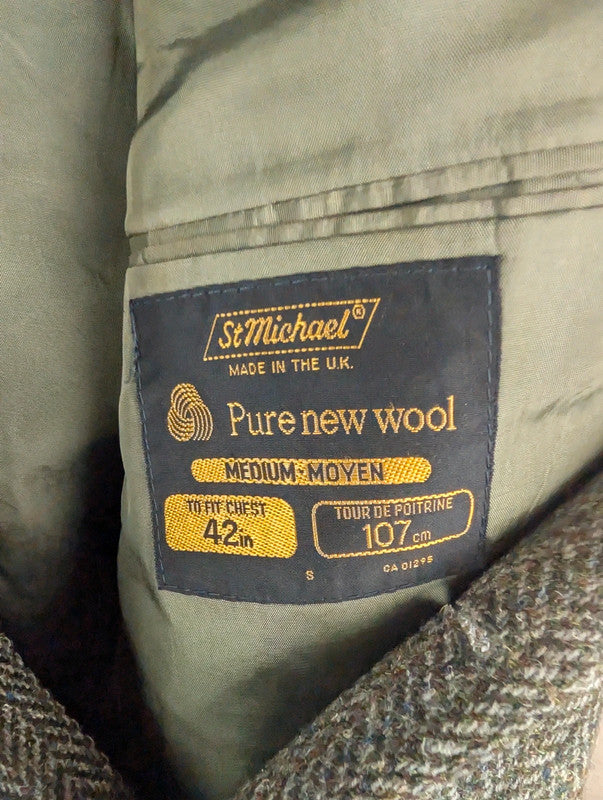 St Michael®
MADE IN THE U.K.
Pure new wool
MEDIUM-MOYEN
TO FIT CHEST
42in
TOUR DE POITRINE
107cm
S
CA 01295